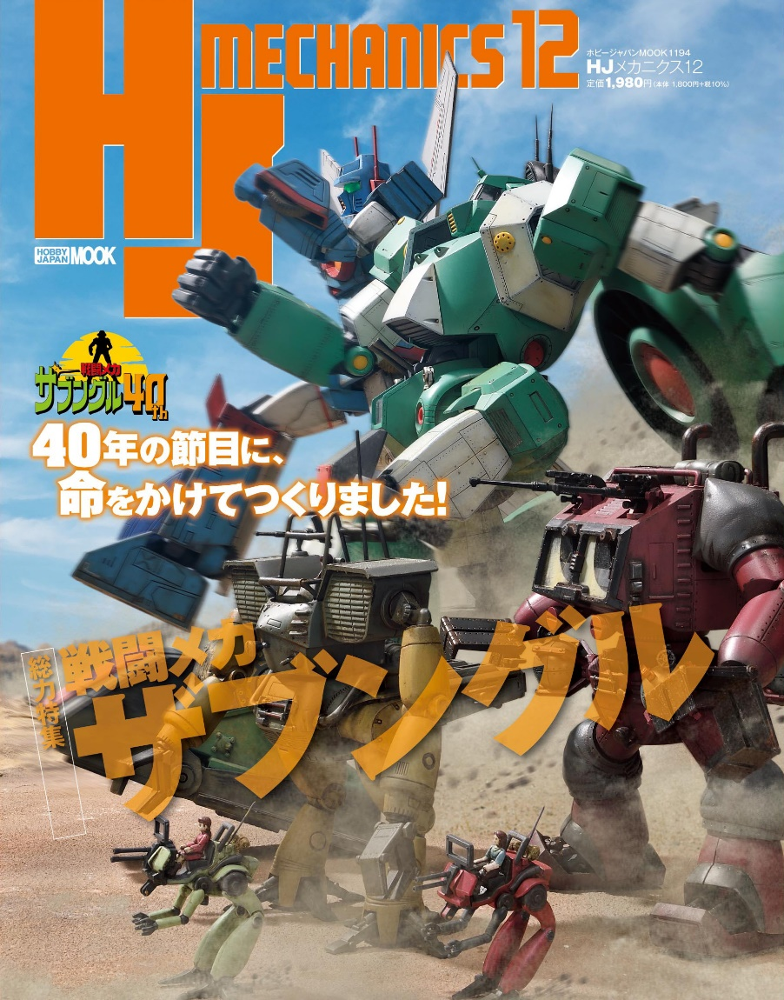 HJ
MECHANICS 12
ホビージャパンMOOK 1194
HJメカニクス12
定価1,980円(本体 1,800円+税10%)
HOBBY
JAPAN MOOK
戦闘メカ
ザブングル40th
40年の節目に、
命をかけてつくりました!
総力特集
戦闘メカ
ザブングル